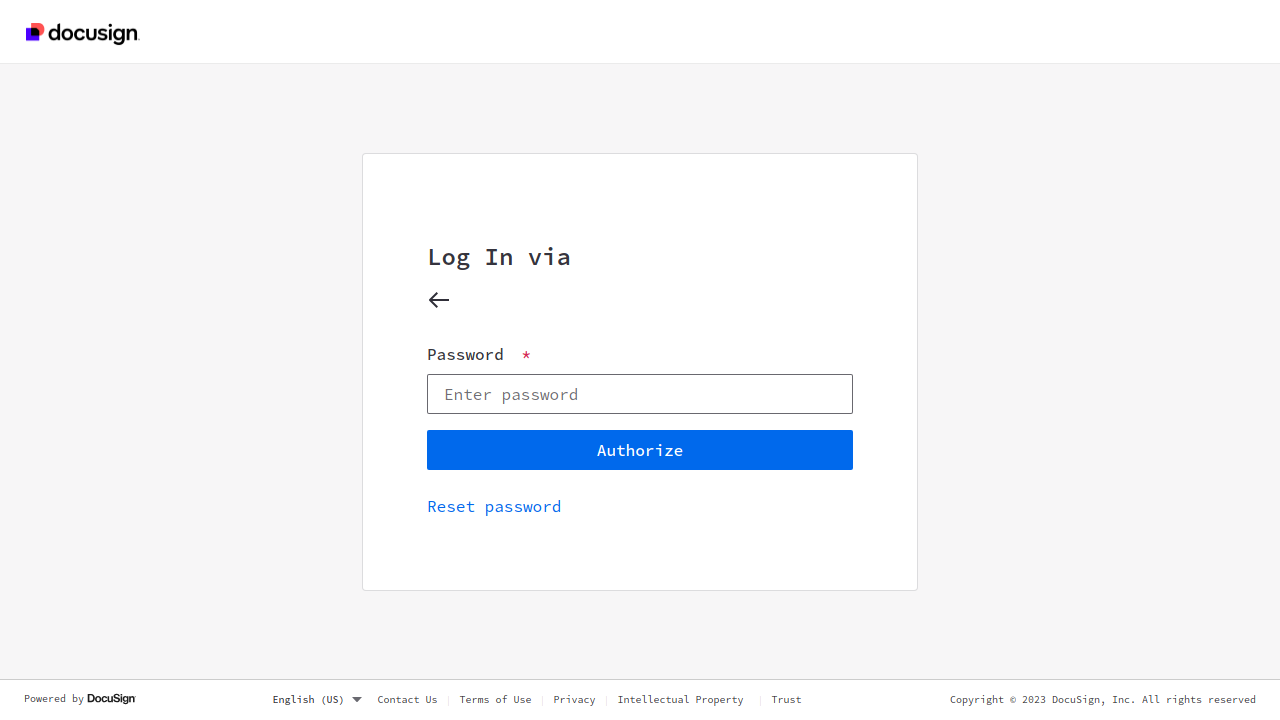 docusign
Log In via
Password *
Enter password
Authorize
Reset password
Powered by DocuSign
English (US) Contact Us Terms of Use Privacy Intellectual Property Trust
Copyright © 2023 DocuSign, Inc. All rights reserved